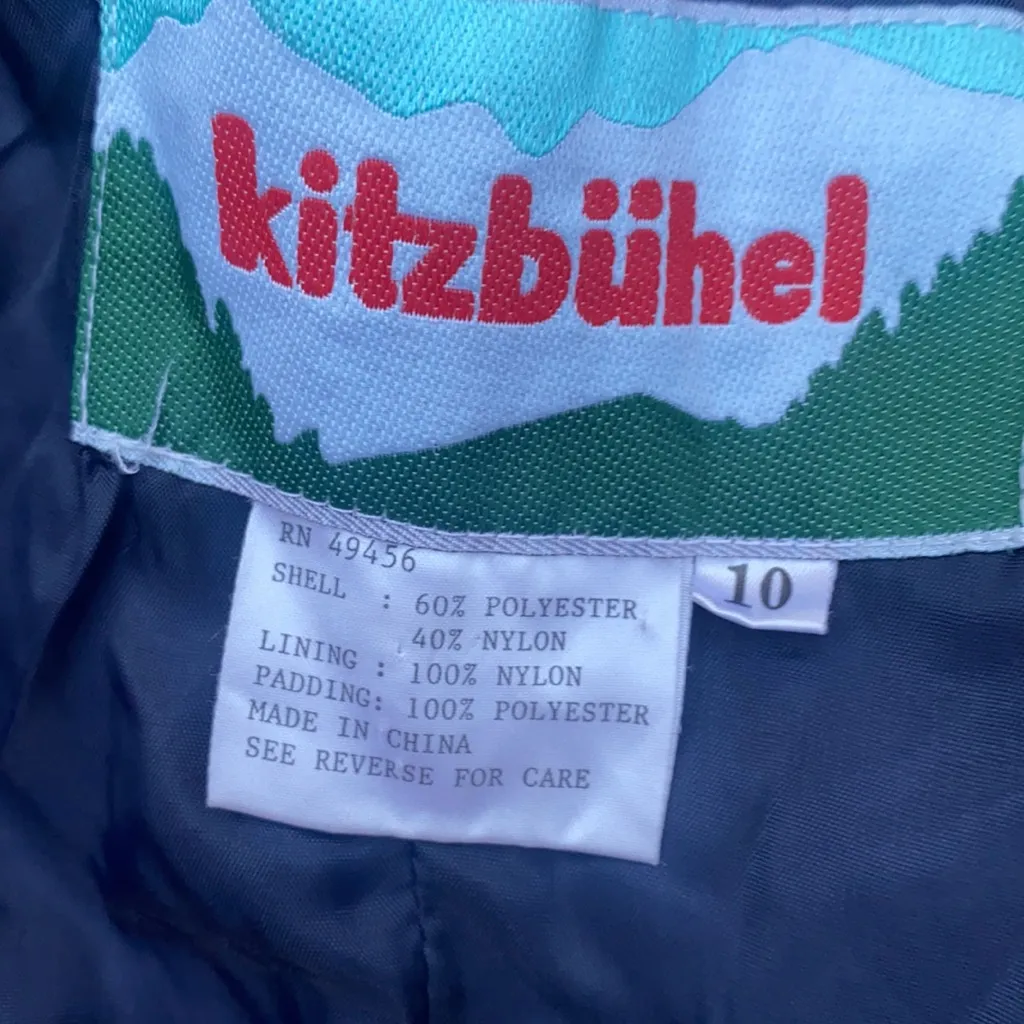 kitzbühel
RN 49456
10
SHELL : 60% POLYESTER
40% NYLON
LINING : 100% NYLON
PADDING: 100% POLYESTER
MADE IN CHINA
SEE REVERSE FOR CARE